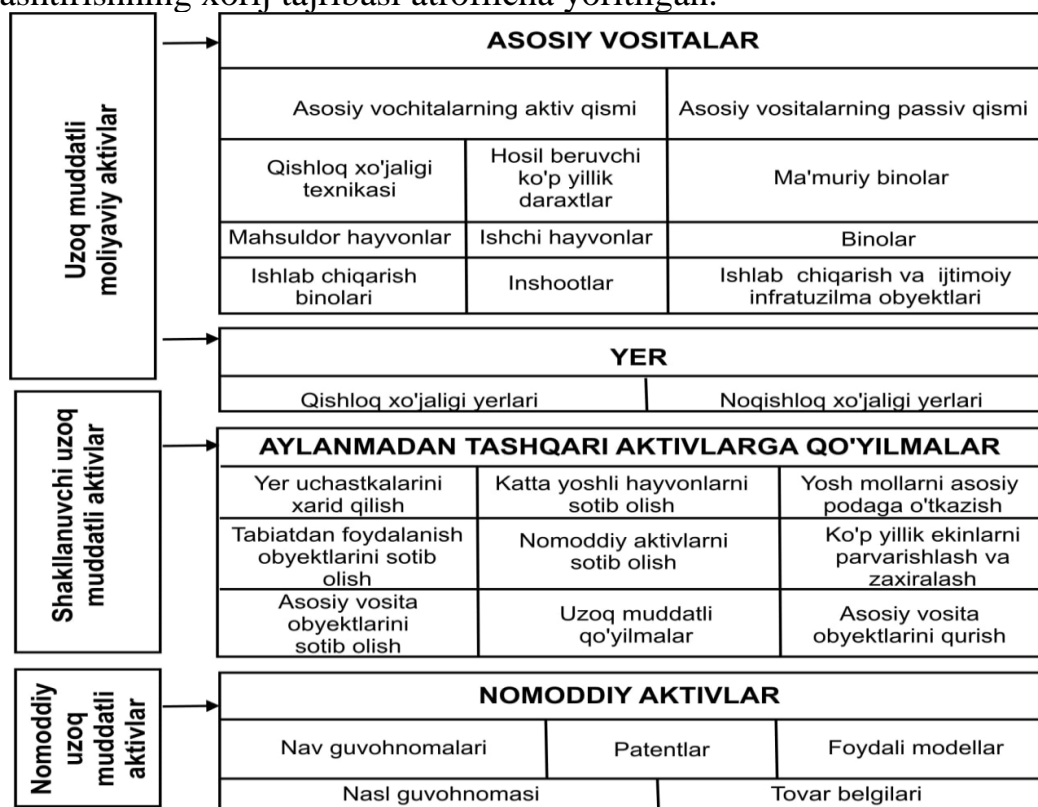 ashtirishning xorij tajribasi atroflicha yoritilgan.
Uzoq muddatli
moliyaviy aktivlar
ASOSIY VOSITALAR
Asosiy vochitalarning aktiv qismi
Asosiy vositalarning passiv qismi
Qishloq xo'jaligi
texnikasi
Hosil beruvchi
ko'p yillik
daraxtlar
Ma'muriy binolar
Mahsuldor hayvonlar
Ishchi hayvonlar
Binolar
Ishlab chiqarish
binolari
Inshootlar
Ishlab chiqarish va ijtimoiy
infratuzilma obyektlari
YER
Qishloq xo'jaligi yerlari
Noqishloq xo'jaligi yerlari
Shakllanuvchi uzoq
muddatli aktivlar
AYLANMADAN TASHQARI AKTIVLARGA QO'YILMALAR
Yer uchastkalarini
xarid qilish
Katta yoshli hayvonlarni
sotib olish
Yosh mollarni asosiy
podaga o'tkazish
Tabiatdan foydalanish
obyektlarini sotib
olish
Nomoddiy aktivlarni
sotib olish
Ko'p yillik ekinlarni
parvarishlash va
zaxiralash
Asosiy vosita
obyektlarini
sotib olish
Uzoq muddatli
qo'yilmalar
Asosiy vosita
obyektlarini qurish
Nomoddiy
uzoq
muddatli
aktivlar
NOMODDIY AKTIVLAR
Nav guvohnomalari
Patentlar
Foydali modellar
Nasl guvohnomasi
Tovar belgilari